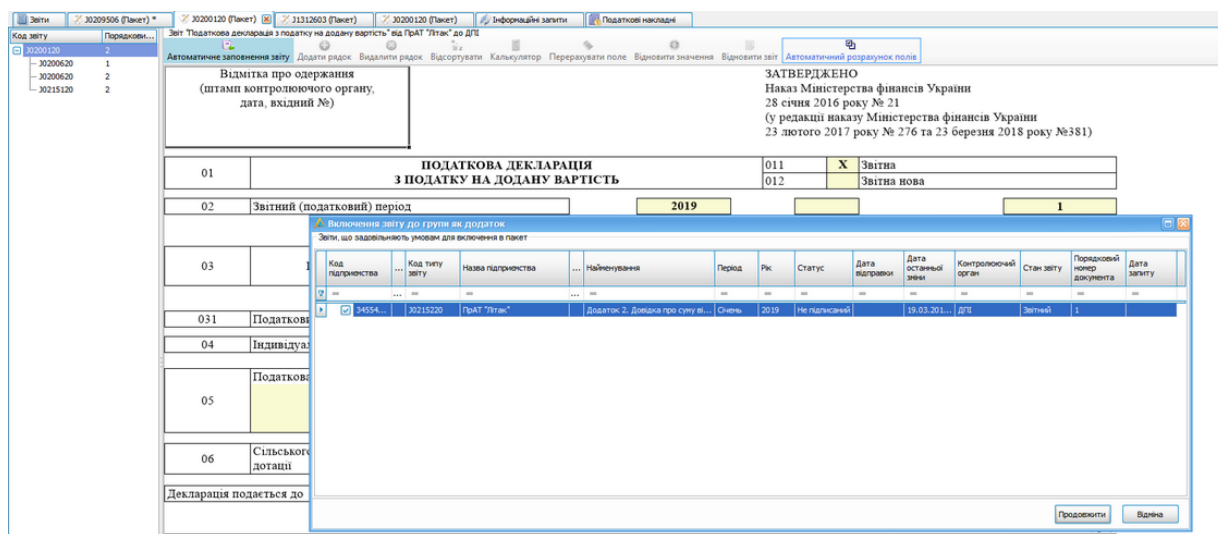 Звіти
J0209506 (Пакет) *
J0200120 (Пакет)
J1312603 (Пакет)
J0200120 (Пакет)
Інформаційні запити
Податкові накладні
Код звіту
Порядкови...
J0200120 2
J0200620 1
J0200620 2
J0215120 2
Звіт "Податкова декларація з податку на додану вартість" від ПрАТ "Літак" до ДПІ
Автоматичне заповнення звіту
Додати рядок
Видалити рядок
Відсортувати
Калькулятор
Перерахувати поле
Відновити значення
Відновити звіт
Автоматичний розрахунок полів
Відмітка про одержання
(штамп контролюючого органу,
дата, вхідний №)
ЗАТВЕРДЖЕНО
Наказ Міністерства фінансів України
28 січня 2016 року № 21
(у редакції наказу Міністерства фінансів України
23 лютого 2017 року № 276 та 23 березня 2018 року №381)
01
ПОДАТКОВА ДЕКЛАРАЦІЯ
З ПОДАТКУ НА ДОДАНУ ВАРТІСТЬ
011 X Звітна
012 Звітна нова
02 Звітний (податковий) період 2019 1
Включення звіту до групи як додаток
Звіти, що задовільняють умовам для включення в пакет
Код підприємства ... Код типу звіту Назва підприємства ... Найменування Період Рік Статус Дата відправки Дата останньої зміни Контролюючий орган Стан звіту Порядковий номер документа Дата запиту
34554... J0215220 ПрАТ "Літак" Додаток 2. Довідка про суму ві... Січень 2019 Не підписаний 19.03.201... ДПІ Звітний 1
03
031 Податкови
04 Індивідуал
05 Податкова
06 Сільського
дотації
Декларація подається до
Продовжити
Відміна